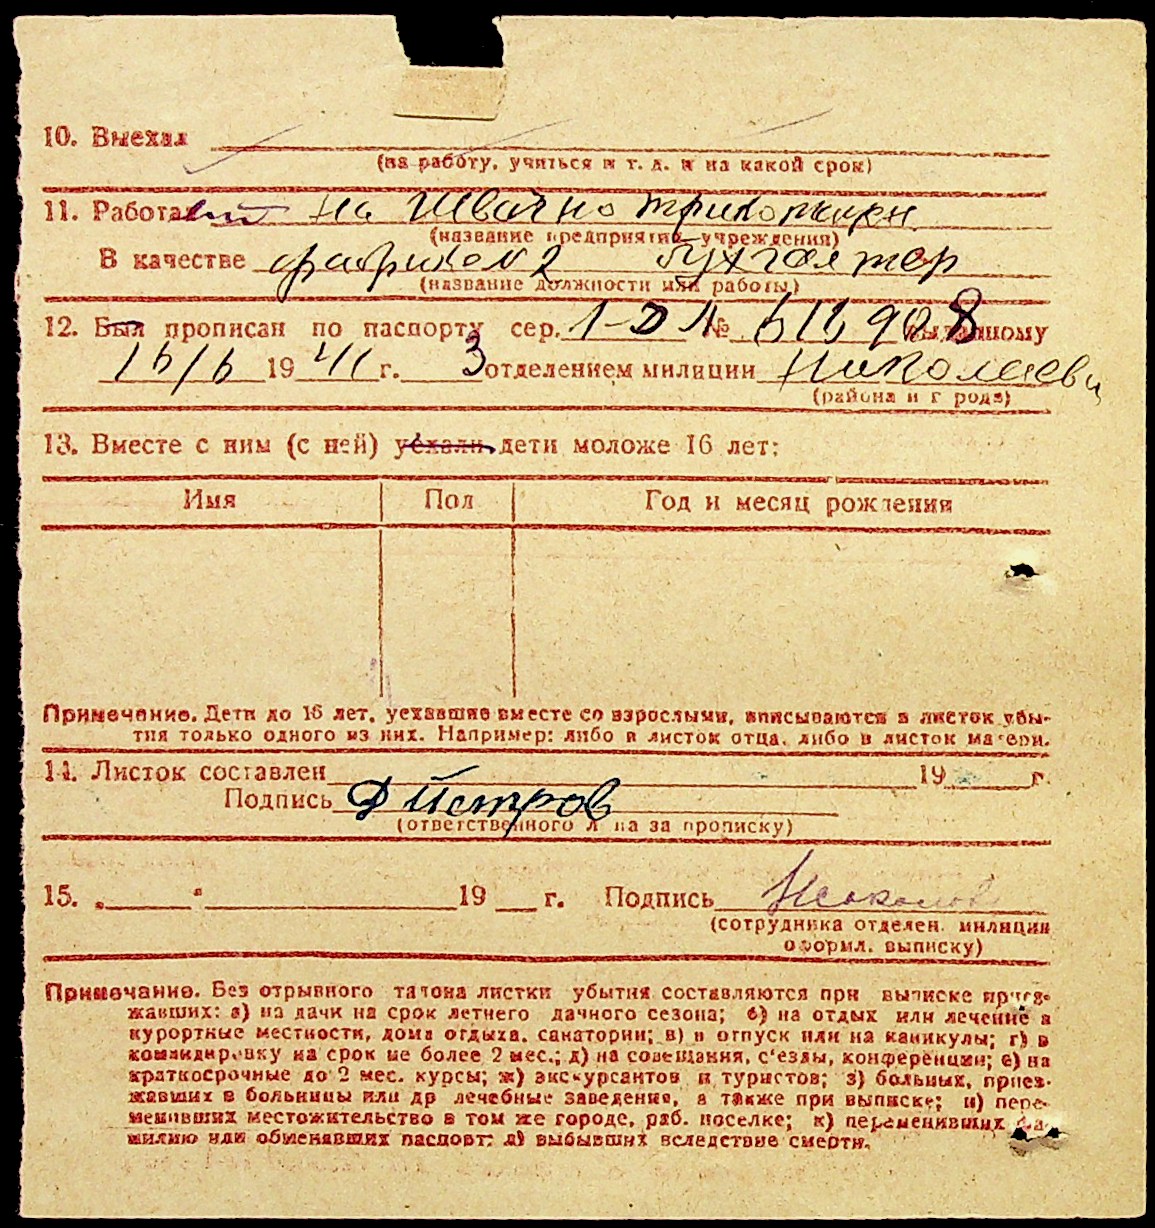 10. Выехал
(на работу, учиться и т. д. и на какой срок)
11. Работает на Швейно трикотажн.
(название предприятия, учреждения)
В качестве фабрике №2 бухгалтер
(название должности или работы)
12. Был прописан по паспорту сер. 1-ДЛ № выданному
16/6 1941 г. 3 отделением милиции Николаева
(района и города)
13. Вместе с ним (с ней) уехали дети моложе 16 лет:
Имя Пол Год и месяц рождения
Примечание. Дети до 16 лет, уехавшие вместе со взрослыми, вписываются в листок убы-
тия только одного из них. Например: либо в листок отца, либо в листок матери.
14. Листок составлен 19 г.
Подпись Д Петров
(ответственного лица за прописку)
15. „ “ 19 г. Подпись
(сотрудника отделен. милиции
оформл. выписку)
Примечание. Без отрывного талона листки убытия составляются при выписке приез-
жавших: а) на дачи на срок летнего дачного сезона; б) на отдых или лечение в
курортные местности, дома отдыха, санатории; в) в отпуск или на каникулы; г) в
командировку на срок не более 2 мес.; д) на совещания, с'езды, конференции; е) на
краткосрочные до 2 мес. курсы; ж) экскурсантов и туристов; з) больных, приез-
жавших в больницы или др лечебные заведения, а также при выписке; и) пере-
менивших местожительство в том же городе, раб. поселке; к) переменивших фа-
милию или обменявших паспорт; л) выбывших вследствие смерти.